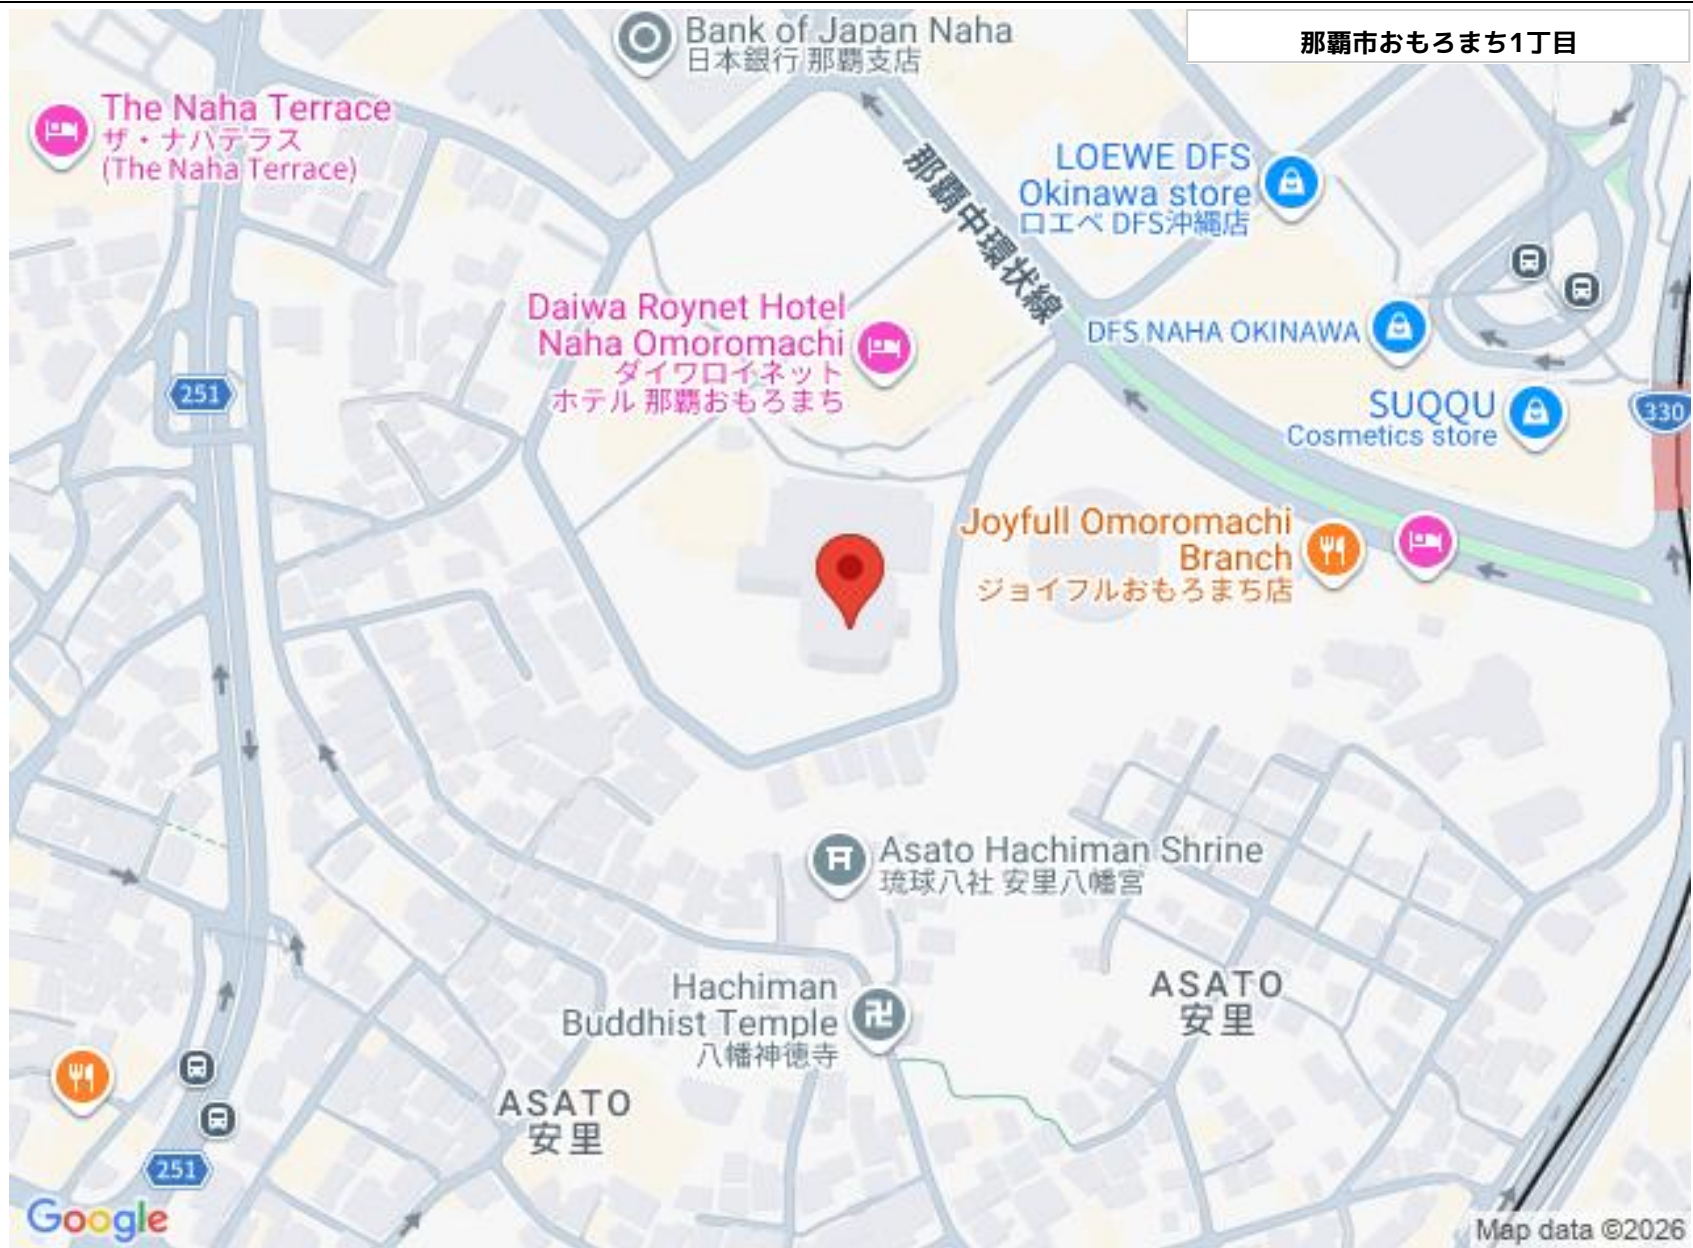 那覇市おもろまち1丁目
Bank of Japan Naha
日本銀行 那覇支店
The Naha Terrace
ザ・ナハテラス
(The Naha Terrace)
那覇中環状線
LOEWE DFS
Okinawa store
ロエベ DFS沖縄店
Daiwa Roynet Hotel
Naha Omoromachi
ダイワロイネット
ホテル 那覇おもろまち
DFS NAHA OKINAWA
251
SUQQU
Cosmetics store
330
Joyfull Omoromachi
Branch
ジョイフルおもろまち店
Asato Hachiman Shrine
琉球八社 安里八幡宮
Hachiman
Buddhist Temple
八幡神徳寺
ASATO
安里
ASATO
安里
251
Google
Map data ©2026